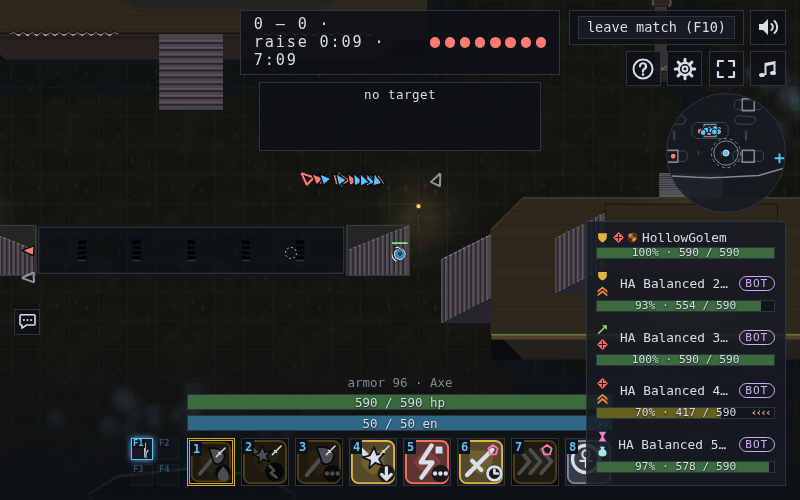 0 — 0 ·
raise 0:09 ·
7:09
leave match (F10)
no target
HollowGolem
100% · 590 / 590
HA Balanced 2… BOT
93% · 554 / 590
HA Balanced 3… BOT
100% · 590 / 590
HA Balanced 4… BOT
70% · 417 / 590
HA Balanced 5… BOT
97% · 578 / 590
armor 96 · Axe
590 / 590 hp
50 / 50 en
F1 F2
F3 F4
1 2 3 4 5 6 7 8